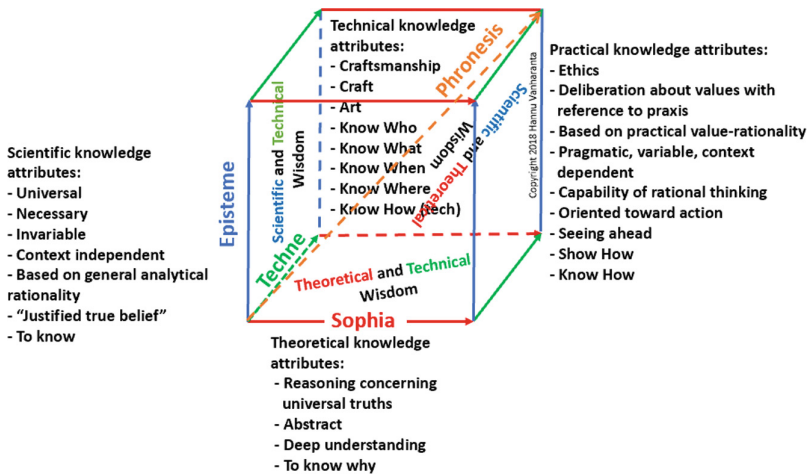 Technical knowledge
attributes:
- Craftsmanship
- Craft
- Art
- Know Who
- Know What
- Know When
- Know Where
- Know How (tech)
Phronesis
Practical knowledge attributes:
- Ethics
- Deliberation about values with
reference to praxis
- Based on practical value-rationality
- Pragmatic, variable, context
dependent
- Capability of rational thinking
- Oriented toward action
- Seeing ahead
- Show How
- Know How
Copyright 2018 Hannu Vanharanta
Scientific and Theoretical
Wisdom
Scientific and Technical
Wisdom
Episteme
Scientific knowledge
attributes:
- Universal
- Necessary
- Invariable
- Context independent
- Based on general analytical
rationality
- “Justified true belief”
- To know
Techne
Theoretical and Technical
Wisdom
Sophia
Theoretical knowledge
attributes:
- Reasoning concerning
universal truths
- Abstract
- Deep understanding
- To know why